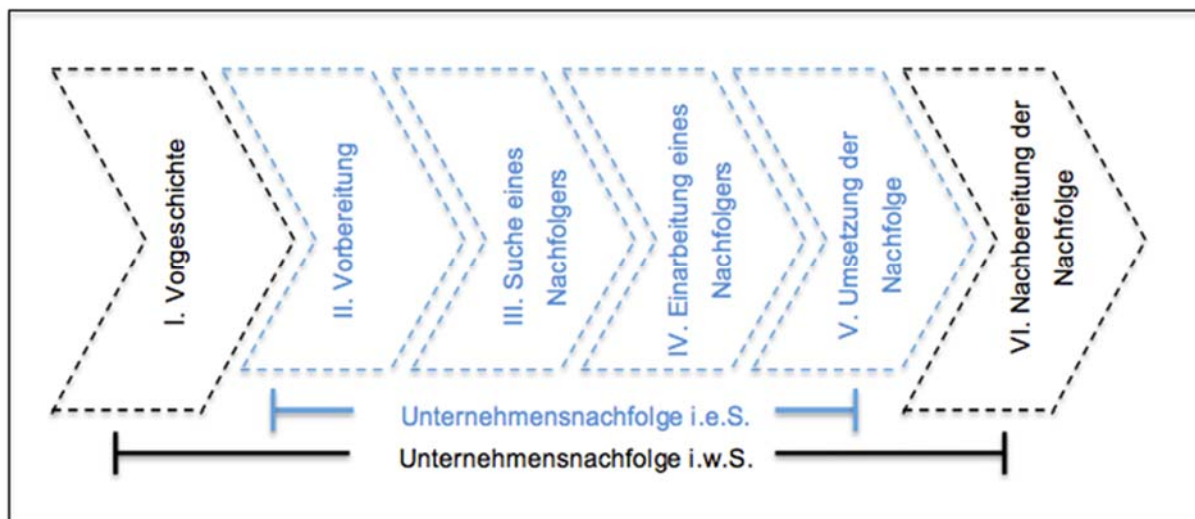 I. Vorgeschichte
II. Vorbereitung
III. Suche eines
Nachfolgers
IV. Einarbeitung eines
Nachfolgers
V. Umsetzung der
Nachfolge
VI. Nachbereitung der
Nachfolge
Unternehmensnachfolge i.e.S.
Unternehmensnachfolge i.w.S.